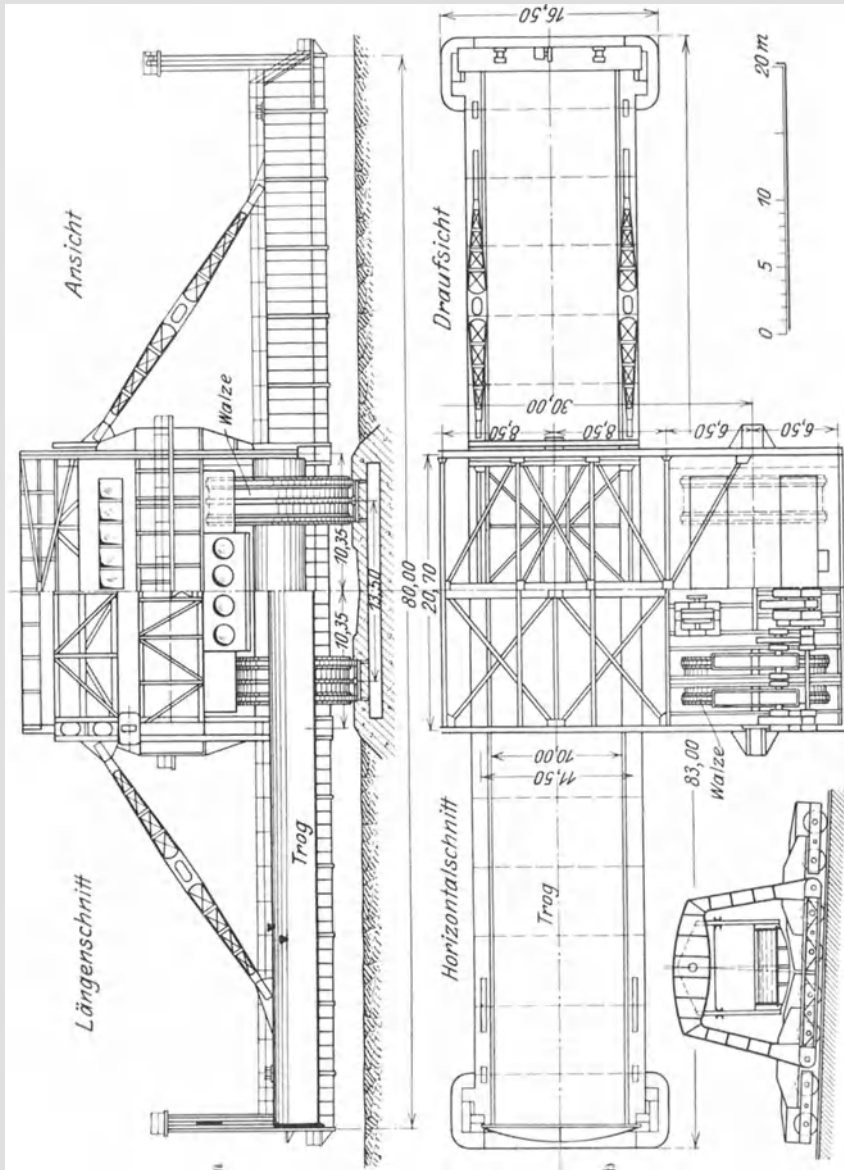 Längenschnitt
Ansicht
Walze
Trog
10,35
10,35
13,50
80,00
20,70
Horizontalschnitt
Draufsicht
16,50
30,00
8,50
8,50
6,50
6,50
10,00
11,50
83,00
Walze
Trog
0 5 10 20 m
b